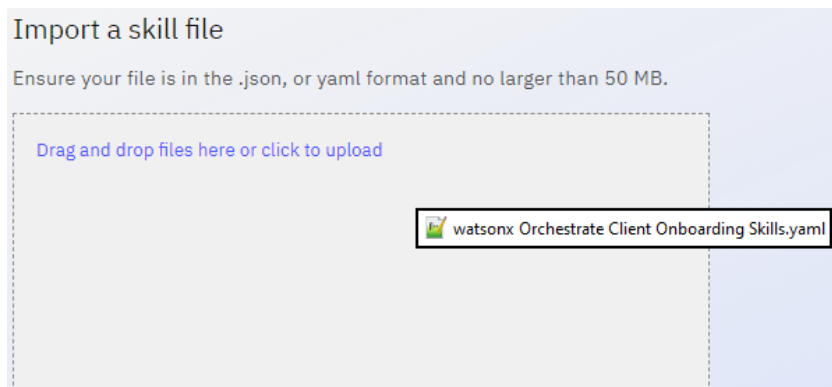 Import a skill file
Ensure your file is in the .json, or yaml format and no larger than 50 MB.
Drag and drop files here or click to upload
watsonx Orchestrate Client Onboarding Skills.yaml